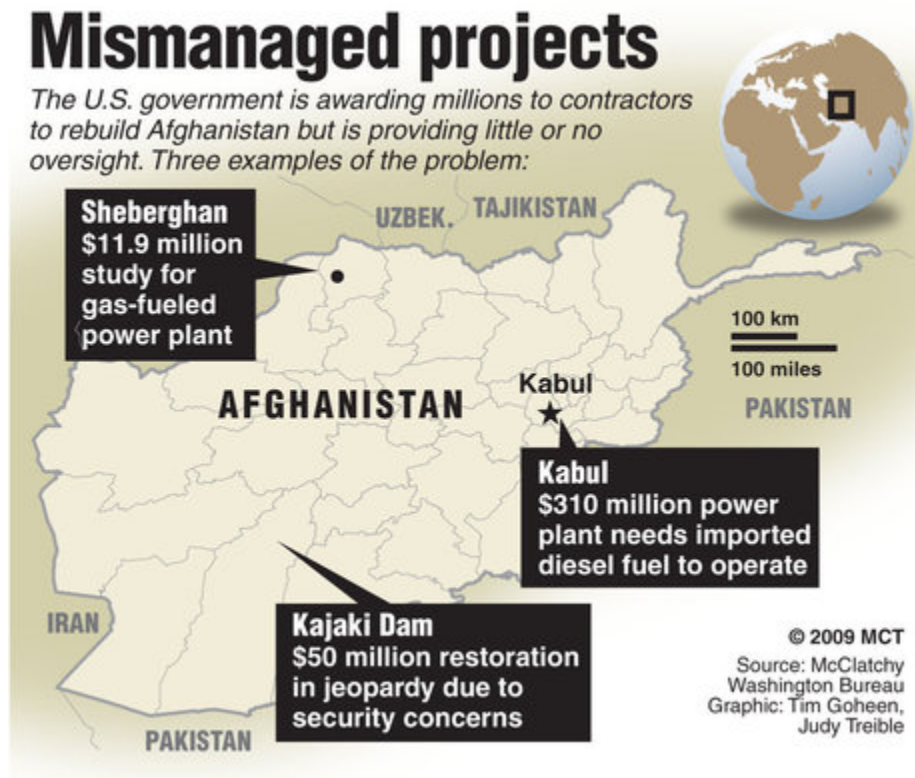 Mismanaged projects
The U.S. government is awarding millions to contractors
to rebuild Afghanistan but is providing little or no
oversight. Three examples of the problem:
Sheberghan
$11.9 million
study for
gas-fueled
power plant
UZBEK.
TAJIKISTAN
100 km
100 miles
PAKISTAN
AFGHANISTAN
Kabul
Kabul
$310 million power
plant needs imported
diesel fuel to operate
IRAN
Kajaki Dam
$50 million restoration
in jeopardy due to
security concerns
PAKISTAN
© 2009 MCT
Source: McClatchy
Washington Bureau
Graphic: Tim Goheen,
Judy Treible